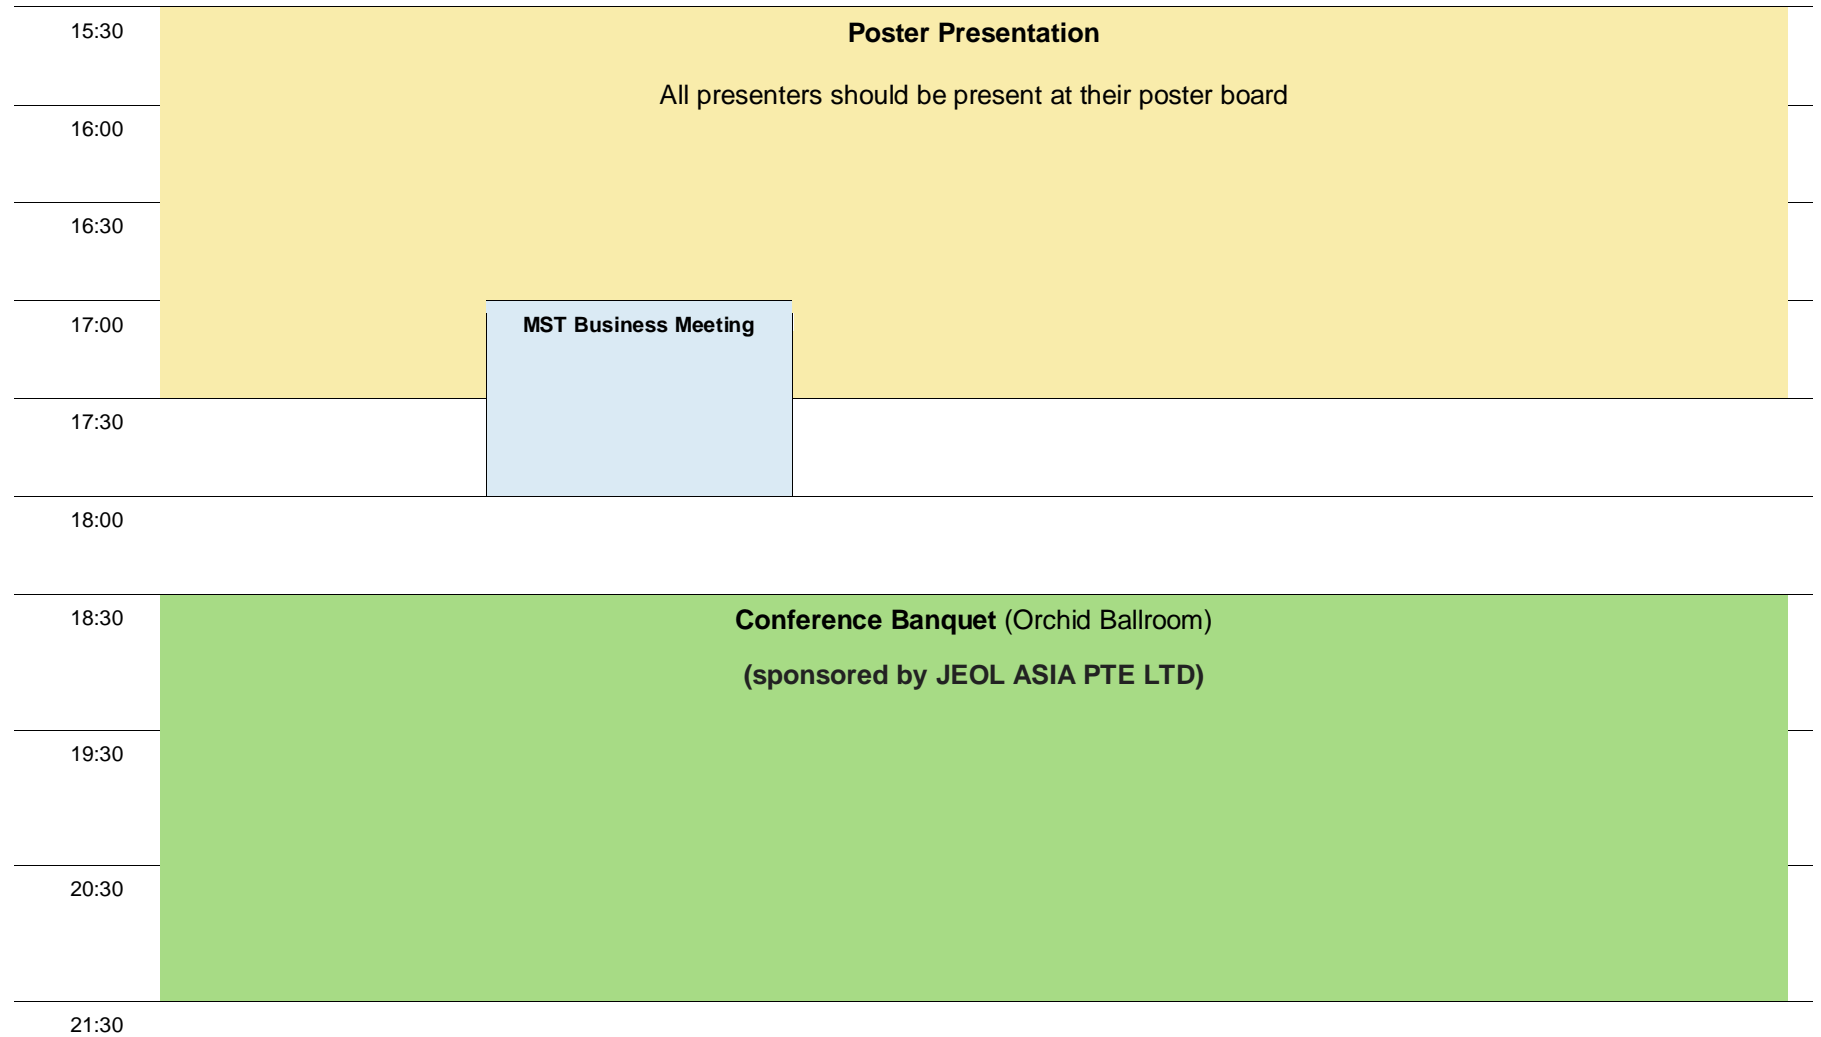 15:30
Poster Presentation
All presenters should be present at their poster board
16:00
16:30
17:00
MST Business Meeting
17:30
18:00
18:30
Conference Banquet (Orchid Ballroom)
(sponsored by JEOL ASIA PTE LTD)
19:30
20:30
21:30